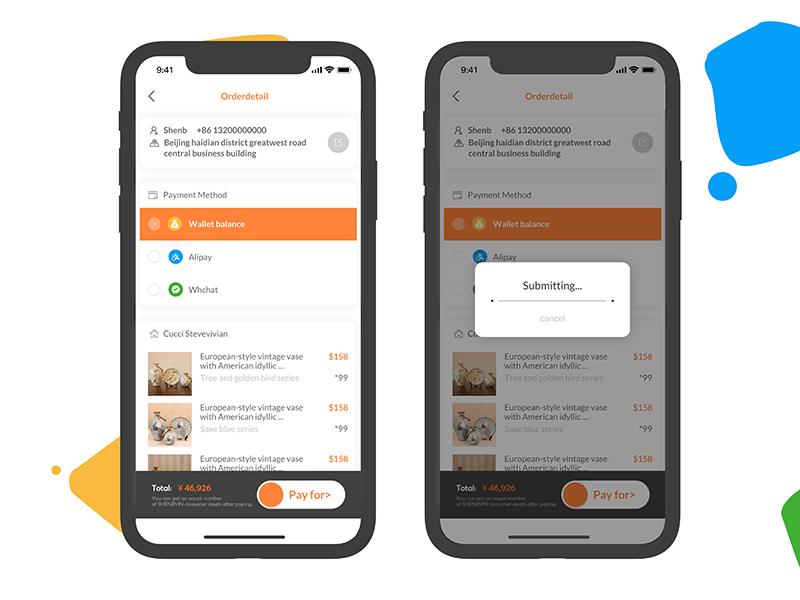 9:41
Orderdetail
Shenb +86 13200000000
Beijing haidian district greatwest road
central business building
Payment Method
Wallet balance
Alipay
Whchat
Cucci Stevevivian
European-style vintage vase $158
with American idyllic ...
Tree and golden bird series *99
European-style vintage vase $158
with American idyllic ...
Saxe blue series *99
European-style vintage vase $158
with American idyllic ...
Total: ¥ 46,926
You can get an equal number
of SHENBVIN consumer assets after paying.
Pay for>
9:41
Orderdetail
Shenb +86 13200000000
Beijing haidian district greatwest road
central business building
Payment Method
Wallet balance
Alipay
Submitting...
cancel
Cu
European-style vintage vase $158
with American idyllic ...
Tree and golden bird series *99
European-style vintage vase $158
with American idyllic ...
Saxe blue series *99
European-style vintage vase $158
with American idyllic ...
Total: ¥ 46,926
You can get an equal number
of SHENBVIN consumer assets after paying.
Pay for>